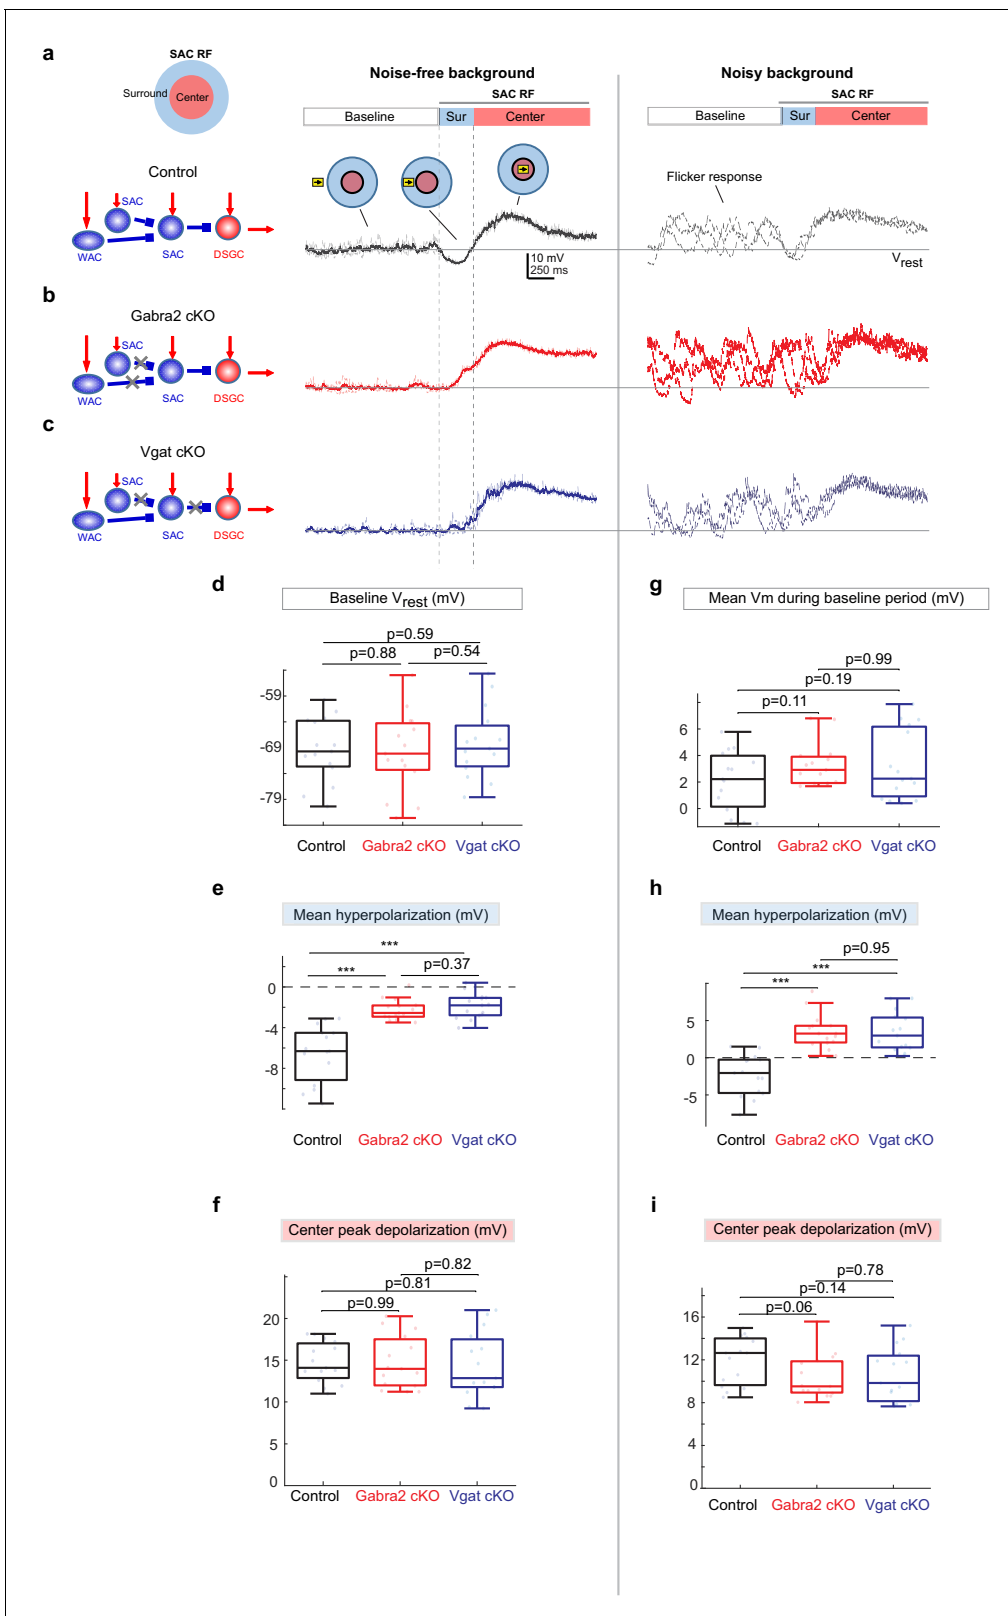 a
SAC RF
Surround
Center
Noise-free background
SAC RF
Baseline
Sur
Center
Noisy background
SAC RF
Baseline
Sur
Center
Control
SAC
WAC
SAC
DSGC
10 mV
250 ms
Flicker response
Vrest
b
Gabra2 cKO
SAC
WAC
SAC
DSGC
c
Vgat cKO
SAC
WAC
SAC
DSGC
d
Baseline Vrest (mV)
p=0.59
p=0.88
p=0.54
-59
-69
-79
Control
Gabra2 cKO
Vgat cKO
g
Mean Vm during baseline period (mV)
p=0.99
p=0.19
p=0.11
6
4
2
0
Control
Gabra2 cKO
Vgat cKO
e
Mean hyperpolarization (mV)
***
***
p=0.37
0
-4
-8
Control
Gabra2 cKO
Vgat cKO
h
Mean hyperpolarization (mV)
p=0.95
***
***
5
0
-5
Control
Gabra2 cKO
Vgat cKO
f
Center peak depolarization (mV)
p=0.82
p=0.81
p=0.99
20
15
10
5
0
Control
Gabra2 cKO
Vgat cKO
i
Center peak depolarization (mV)
p=0.78
p=0.14
p=0.06
16
12
8
4
0
Control
Gabra2 cKO
Vgat cKO